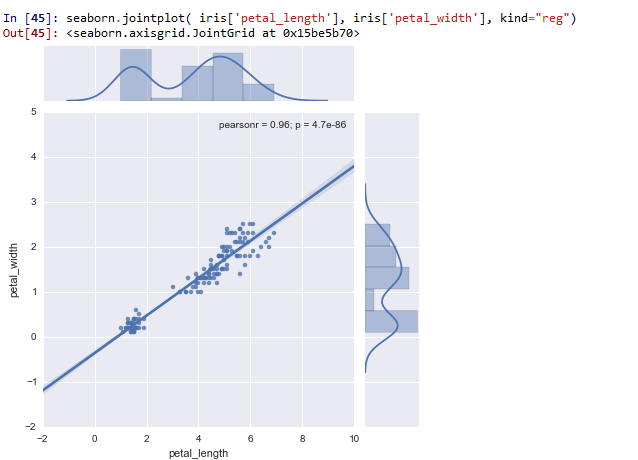 In [45]: seaborn.jointplot( iris['petal_length'], iris['petal_width'], kind="reg")
Out[45]: <seaborn.axisgrid.JointGrid at 0x15be5b70>
pearsonr = 0.96; p = 4.7e-86
5
4
3
2
1
0
−1
−2
petal_width
−2 0 2 4 6 8 10
petal_length